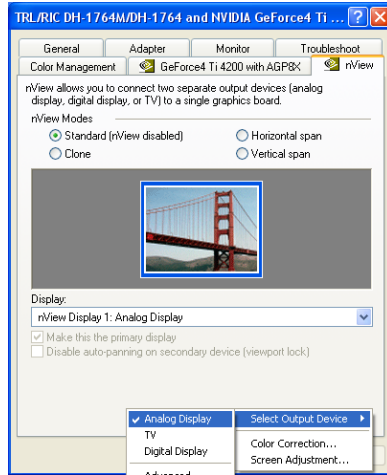 TRL/RIC DH-1764M/DH-1764 and NVIDIA GeForce4 Ti ...
General Adapter Monitor Troubleshoot
Color Management GeForce4 Ti 4200 with AGP8X nView
nView allows you to connect two separate output devices (analog
display, digital display, or TV) to a single graphics board.
nView Modes
Standard (nView disabled) Horizontal span
Clone Vertical span
Display:
nView Display 1: Analog Display
Make this the primary display
Disable auto-panning on secondary device (viewport lock)
Analog Display Select Output Device
TV
Digital Display
Color Correction...
Screen Adjustment...
Advanced